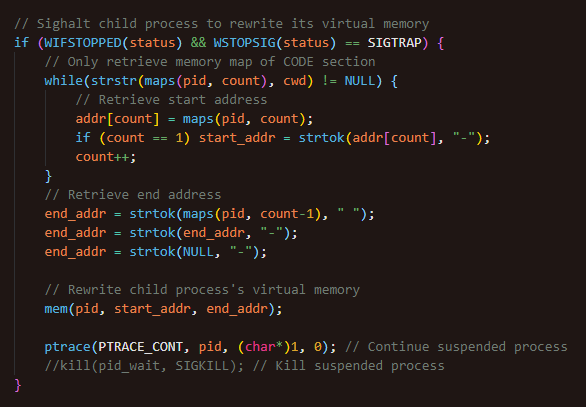 // Sighalt child process to rewrite its virtual memory
if (WIFSTOPPED(status) && WSTOPSIG(status) == SIGTRAP) {
    // Only retrieve memory map of CODE section
    while(strstr(maps(pid, count), cwd) != NULL) {
        // Retrieve start address
        addr[count] = maps(pid, count);
        if (count == 1) start_addr = strtok(addr[count], "-");
        count++;
    }
    // Retrieve end address
    end_addr = strtok(maps(pid, count-1), " ");
    end_addr = strtok(end_addr, "-");
    end_addr = strtok(NULL, "-");

    // Rewrite child process's virtual memory
    mem(pid, start_addr, end_addr);

    ptrace(PTRACE_CONT, pid, (char*)1, 0); // Continue suspended process
    //kill(pid_wait, SIGKILL); // Kill suspended process
}